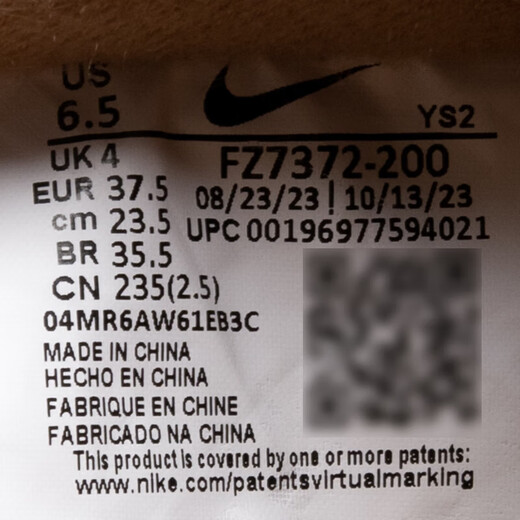 US
6.5
YS2
UK 4
FZ7372-200
EUR 37.5
08/23/23 | 10/13/23
cm 23.5
UPC 00196977594021
BR 35.5
CN 235(2.5)
04MR6AW61EB3C
MADE IN CHINA
HECHO EN CHINA
FABRIQUE EN CHINE
FABRICADO NA CHINA
This product is covered by one or more patents:
www.nike.com/patentsvirtualmarking